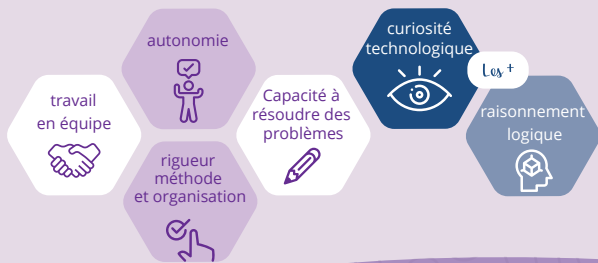 autonomie
travail
en équipe
rigueur
méthode
et organisation
Capacité à
résoudre des
problèmes
curiosité
technologique
Les +
raisonnement
logique